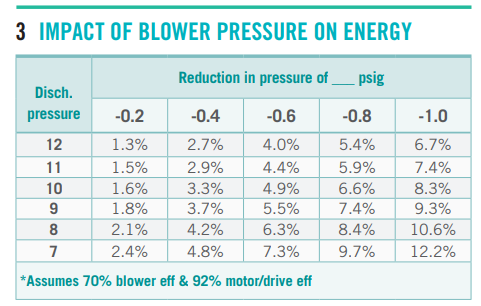 3 IMPACT OF BLOWER PRESSURE ON ENERGY
Disch. pressure
Reduction in pressure of ___ psig
-0.2 -0.4 -0.6 -0.8 -1.0
12 1.3% 2.7% 4.0% 5.4% 6.7%
11 1.5% 2.9% 4.4% 5.9% 7.4%
10 1.6% 3.3% 4.9% 6.6% 8.3%
9 1.8% 3.7% 5.5% 7.4% 9.3%
8 2.1% 4.2% 6.3% 8.4% 10.6%
7 2.4% 4.8% 7.3% 9.7% 12.2%
*Assumes 70% blower eff & 92% motor/drive eff